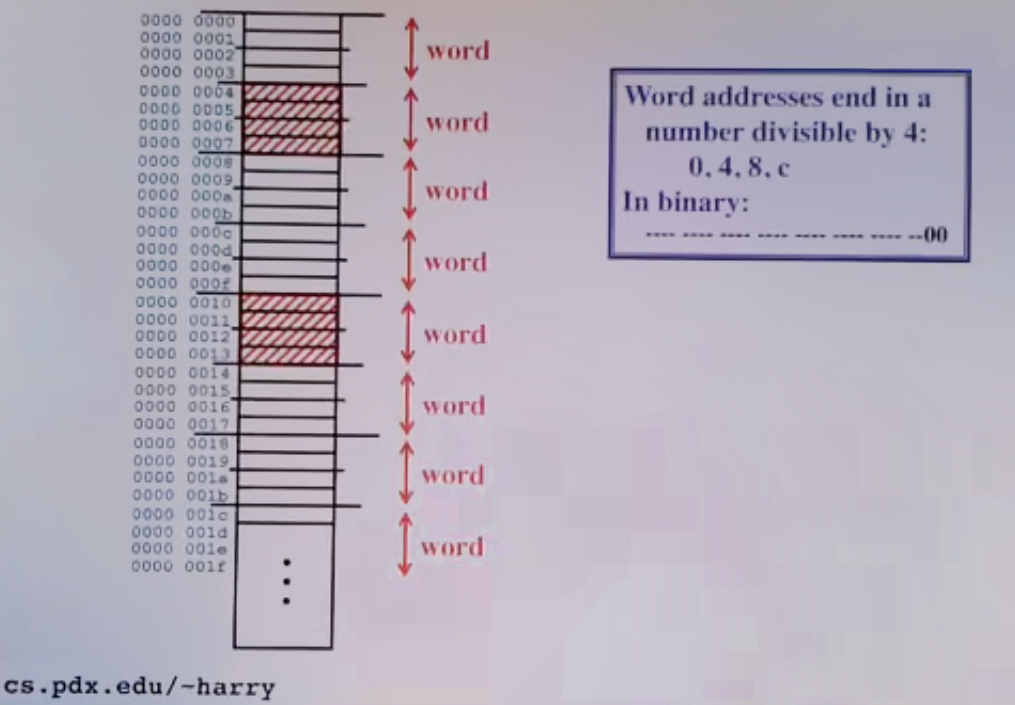 0000 0000
0000 0001
0000 0002
0000 0003
0000 0004
0000 0005
0000 0006
0000 0007
0000 0008
0000 0009
0000 000a
0000 000b
0000 000c
0000 000d
0000 000e
0000 000f
0000 0010
0000 0011
0000 0012
0000 0013
0000 0014
0000 0015
0000 0016
0000 0017
0000 0018
0000 0019
0000 001a
0000 001b
0000 001c
0000 001d
0000 001e
0000 001f
word
word
word
word
word
word
word
word
Word addresses end in a
number divisible by 4:
0, 4, 8, c
In binary:
---- ---- ---- ---- ---- ---- ---- --00
cs.pdx.edu/~harry